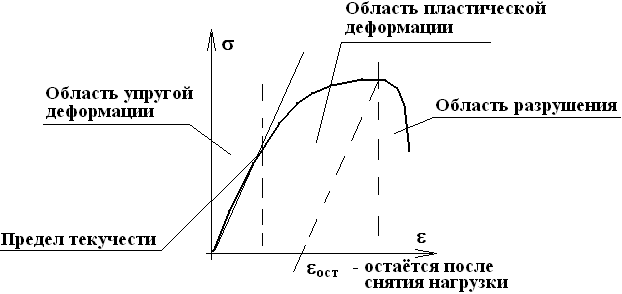 Область пластической
деформации
σ
Область упругой
деформации
Область разрушения
Предел текучести
ε
εост - остаётся после
снятия нагрузки